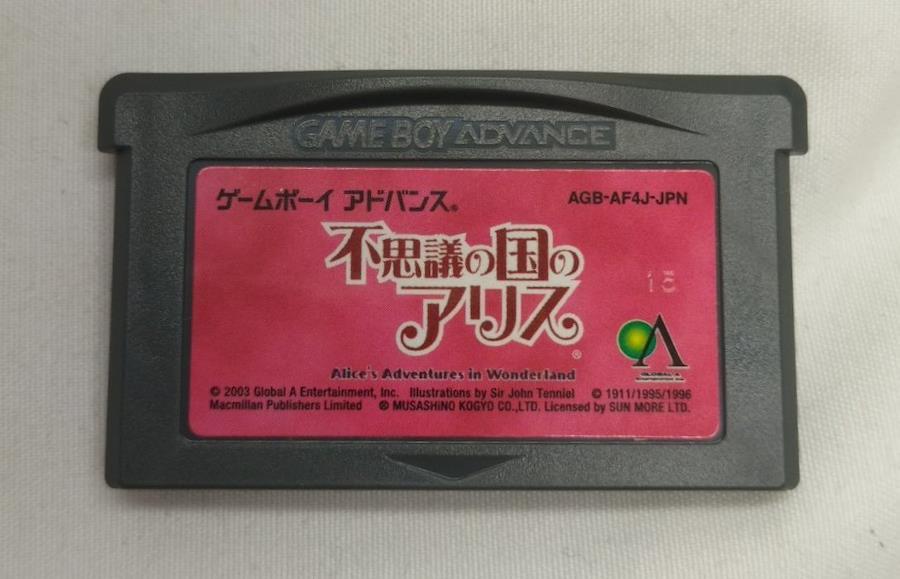 GAME BOY ADVANCE
ゲームボーイ アドバンス®
AGB-AF4J-JPN
不思議の国の
アリス®
18
Alice's Adventures in Wonderland
GLOBAL A
© 2003 Global A Entertainment, Inc. Illustrations by Sir John Tenniel © 1911/1995/1996
Macmillan Publishers Limited ® MUSASHiNO KOGYO CO.,LTD. Licensed by SUN MORE LTD.